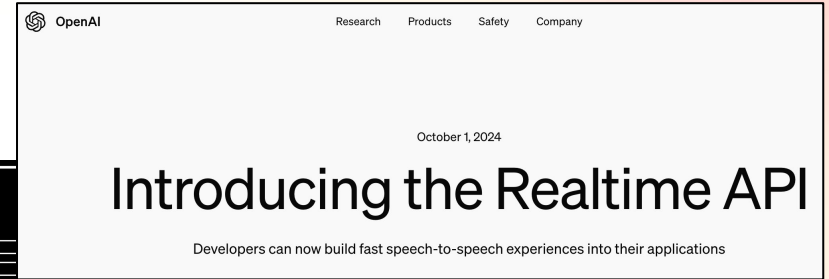 OpenAI
Research Products Safety Company
October 1, 2024
Introducing the Realtime API
Developers can now build fast speech-to-speech experiences into their applications